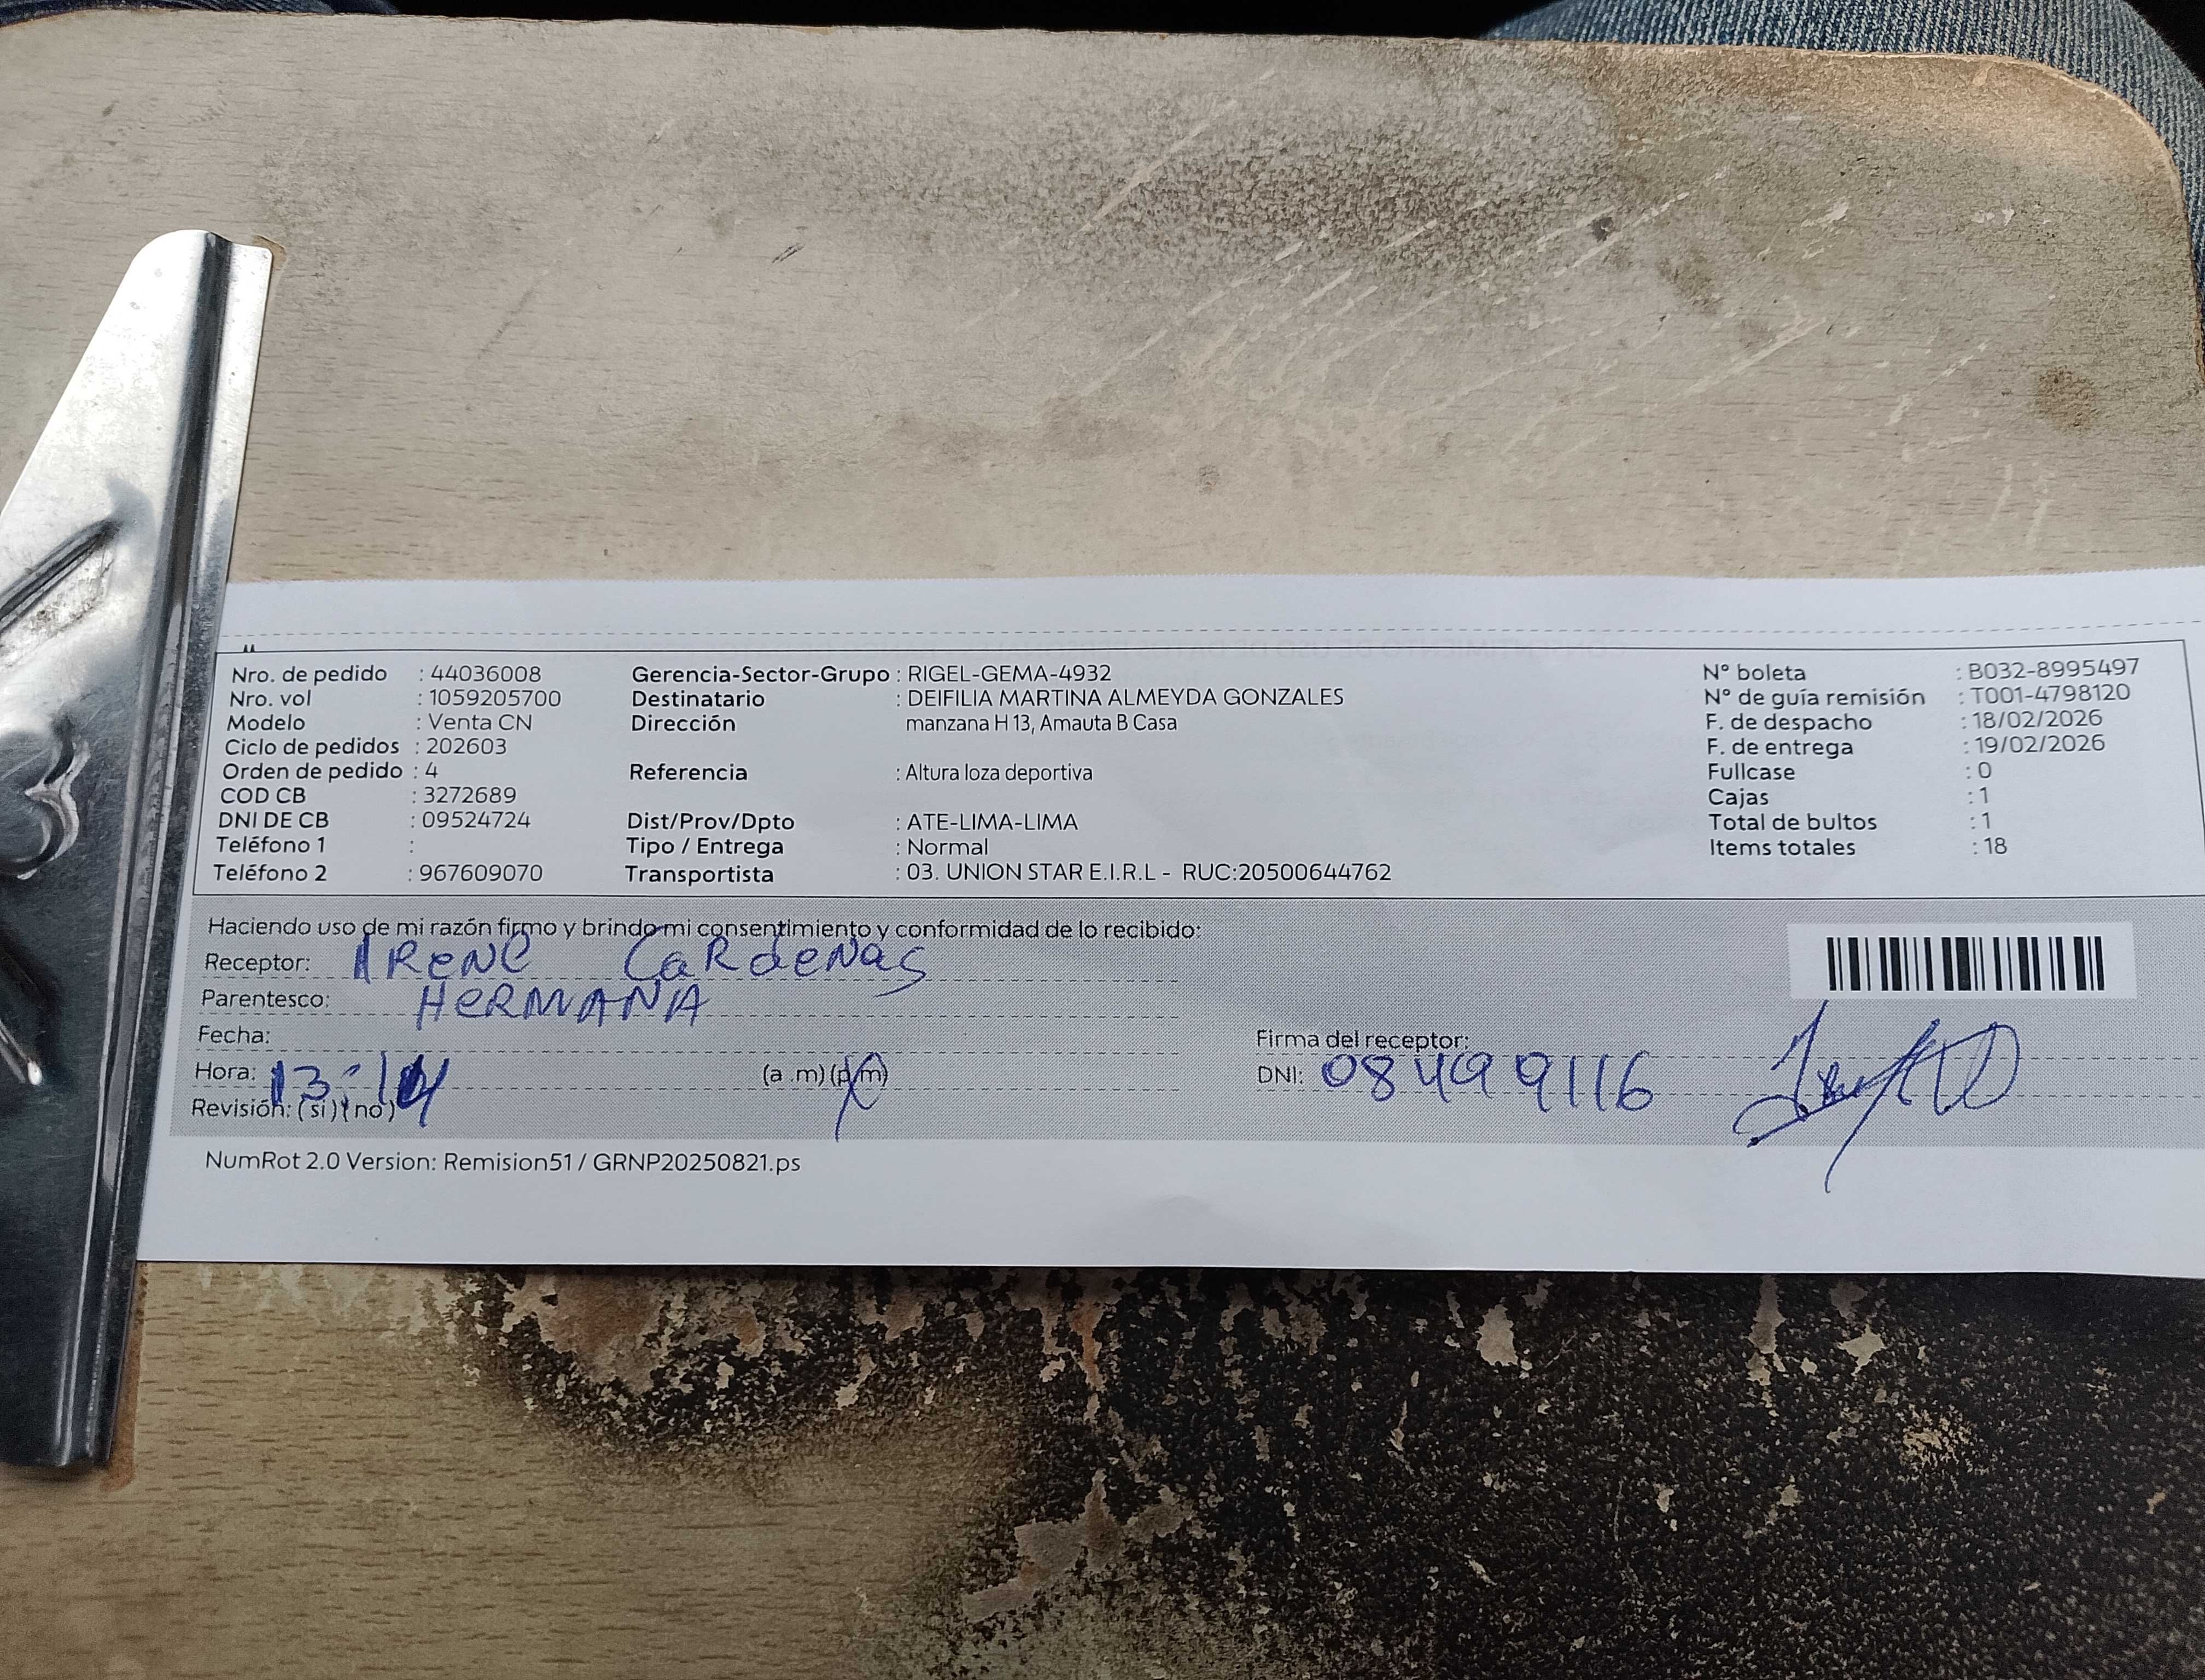 Nro. de pedido : 44036008 Gerencia-Sector-Grupo : RIGEL-GEMA-4932 N° boleta : B032-8995497
Nro. vol : 1059205700 Destinatario : DEIFILIA MARTINA ALMEYDA GONZALES N° de guía remisión : T001-4798120
Modelo : Venta CN Dirección manzana H 13, Amauta B Casa F. de despacho : 18/02/2026
Ciclo de pedidos : 202603 F. de entrega : 19/02/2026
Orden de pedido : 4 Referencia : Altura loza deportiva Fullcase : 0
COD CB : 3272689 Cajas : 1
DNI DE CB : 09524724 Dist/Prov/Dpto : ATE-LIMA-LIMA Total de bultos : 1
Teléfono 1 : Tipo / Entrega : Normal Items totales : 18
Teléfono 2 : 967609070 Transportista : 03. UNION STAR E.I.R.L - RUC:20500644762
Haciendo uso de mi razón firmo y brindo mi consentimiento y conformidad de lo recibido:
Receptor: IReNe CaRdeNas
Parentesco: HeRMANA
Fecha: Firma del receptor:
Hora: 13:14 (a .m) (p.m) DNI: 08499116
Revisión: ( si ) ( no )
NumRot 2.0 Version: Remision51 / GRNP20250821.ps